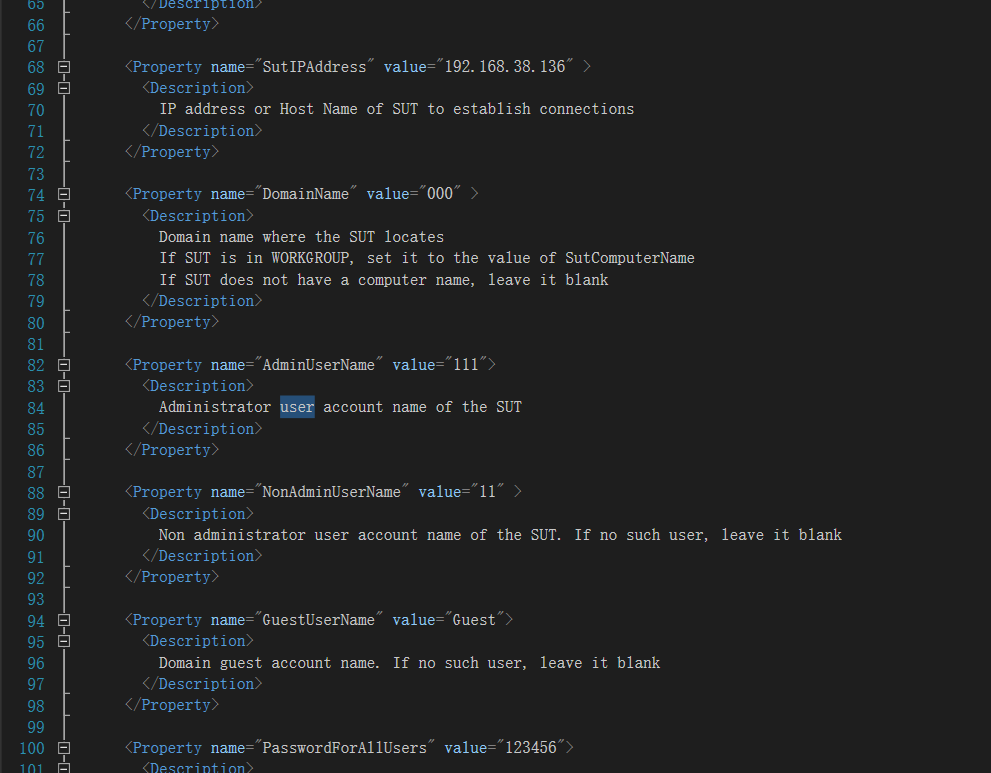 65 </Description>
66 </Property>
67
68 <Property name="SutIPAddress" value="192.168.38.136" >
69 <Description>
70 IP address or Host Name of SUT to establish connections
71 </Description>
72 </Property>
73
74 <Property name="DomainName" value="000" >
75 <Description>
76 Domain name where the SUT locates
77 If SUT is in WORKGROUP, set it to the value of SutComputerName
78 If SUT does not have a computer name, leave it blank
79 </Description>
80 </Property>
81
82 <Property name="AdminUserName" value="111">
83 <Description>
84 Administrator user account name of the SUT
85 </Description>
86 </Property>
87
88 <Property name="NonAdminUserName" value="11" >
89 <Description>
90 Non administrator user account name of the SUT. If no such user, leave it blank
91 </Description>
92 </Property>
93
94 <Property name="GuestUserName" value="Guest">
95 <Description>
96 Domain guest account name. If no such user, leave it blank
97 </Description>
98 </Property>
99
100 <Property name="PasswordForAllUsers" value="123456">
101 <Description>